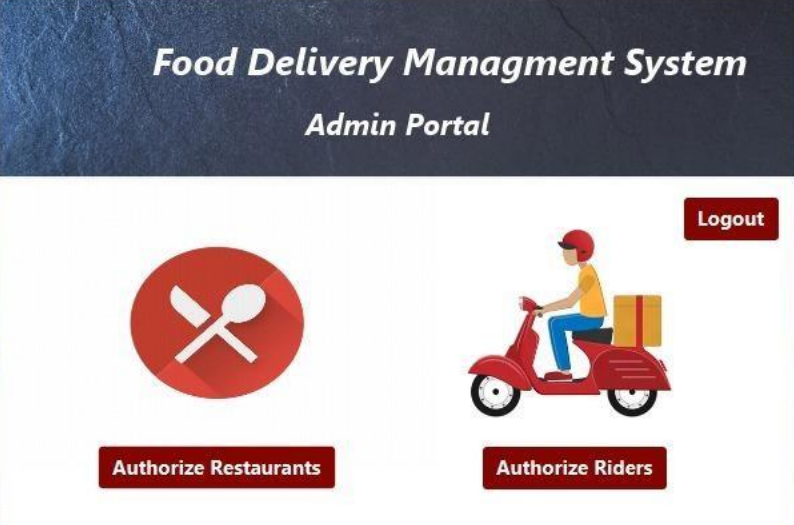 Food Delivery Managment System
Admin Portal
Logout
Authorize Restaurants
Authorize Riders